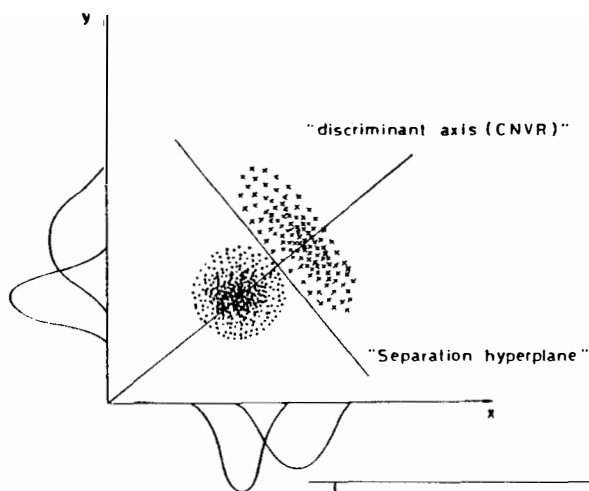 y
"discriminant axis (CNVR)"
"Separation hyperplane"
x